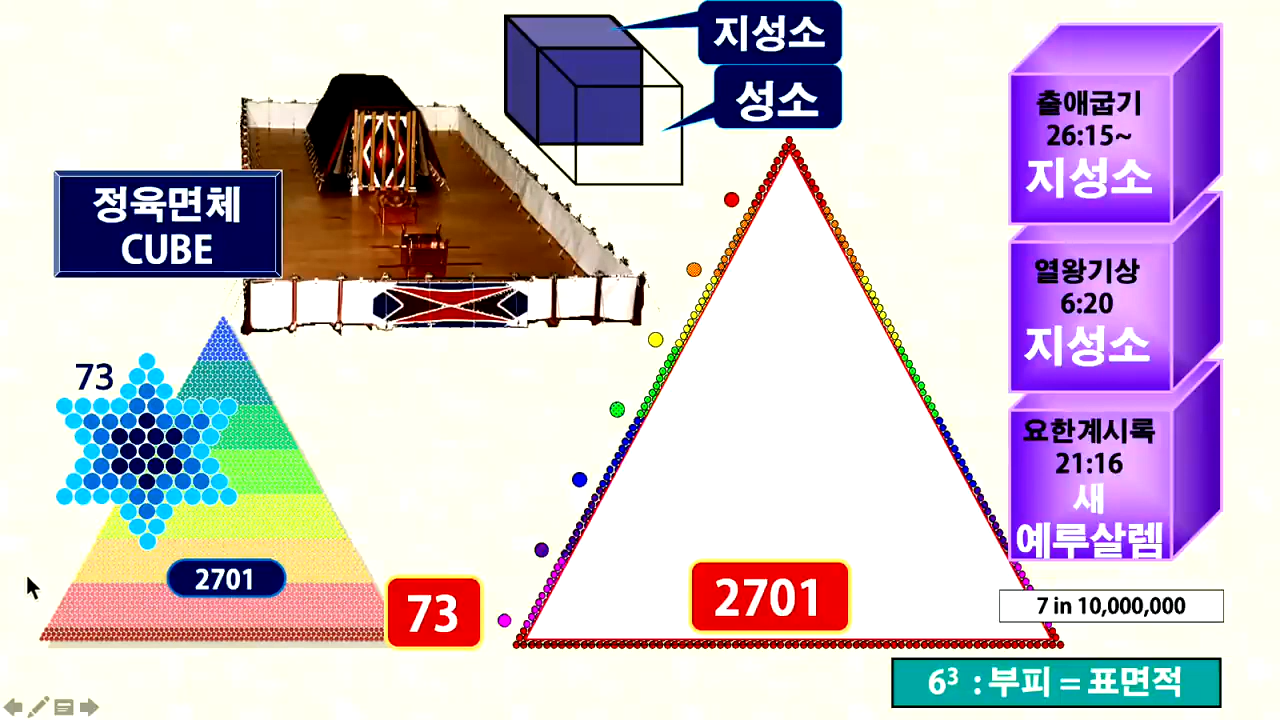 지성소
성소
정육면체
CUBE
73
2701
73
2701
출애굽기
26:15~
지성소
열왕기상
6:20
지성소
요한계시록
21:16
새
예루살렘
7 in 10,000,000
6³ : 부피 = 표면적